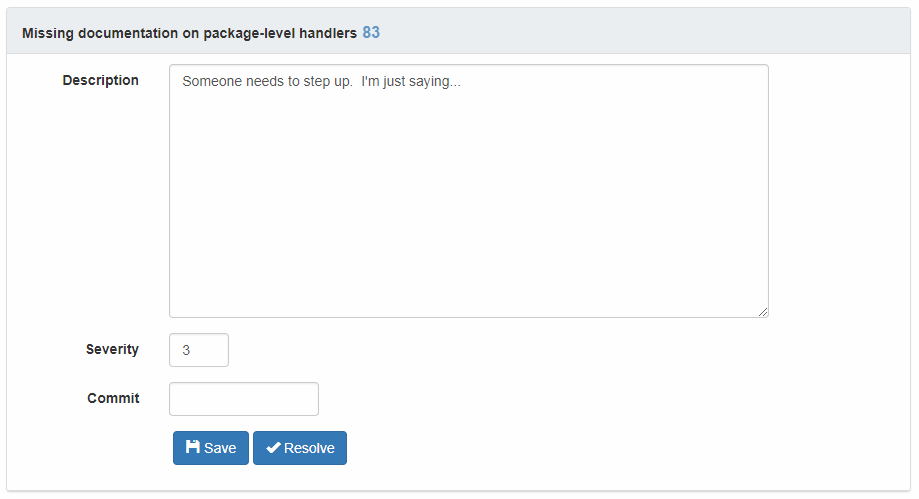 Missing documentation on package-level handlers 83
Description
Someone needs to step up.  I'm just saying...
Severity
3
Commit
Save
Resolve